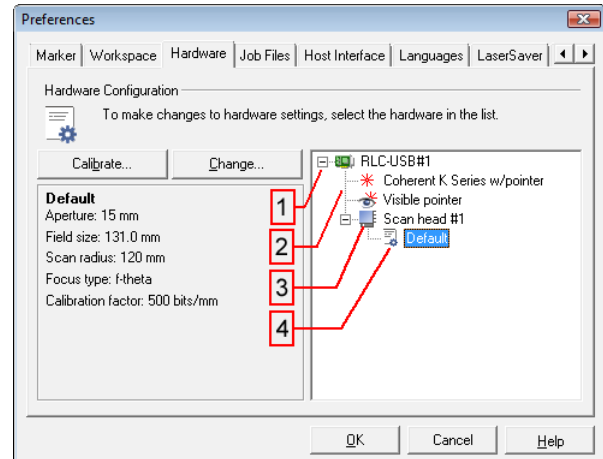 Preferences
Marker Workspace Hardware Job Files Host Interface Languages LaserSaver
Hardware Configuration
To make changes to hardware settings, select the hardware in the list.
Calibrate... Change...
Default
Aperture: 15 mm
Field size: 131.0 mm
Scan radius: 120 mm
Focus type: f-theta
Calibration factor: 500 bits/mm
RLC-USB#1
Coherent K Series w/pointer
Visible pointer
Scan head #1
Default
1
2
3
4
OK Cancel Help